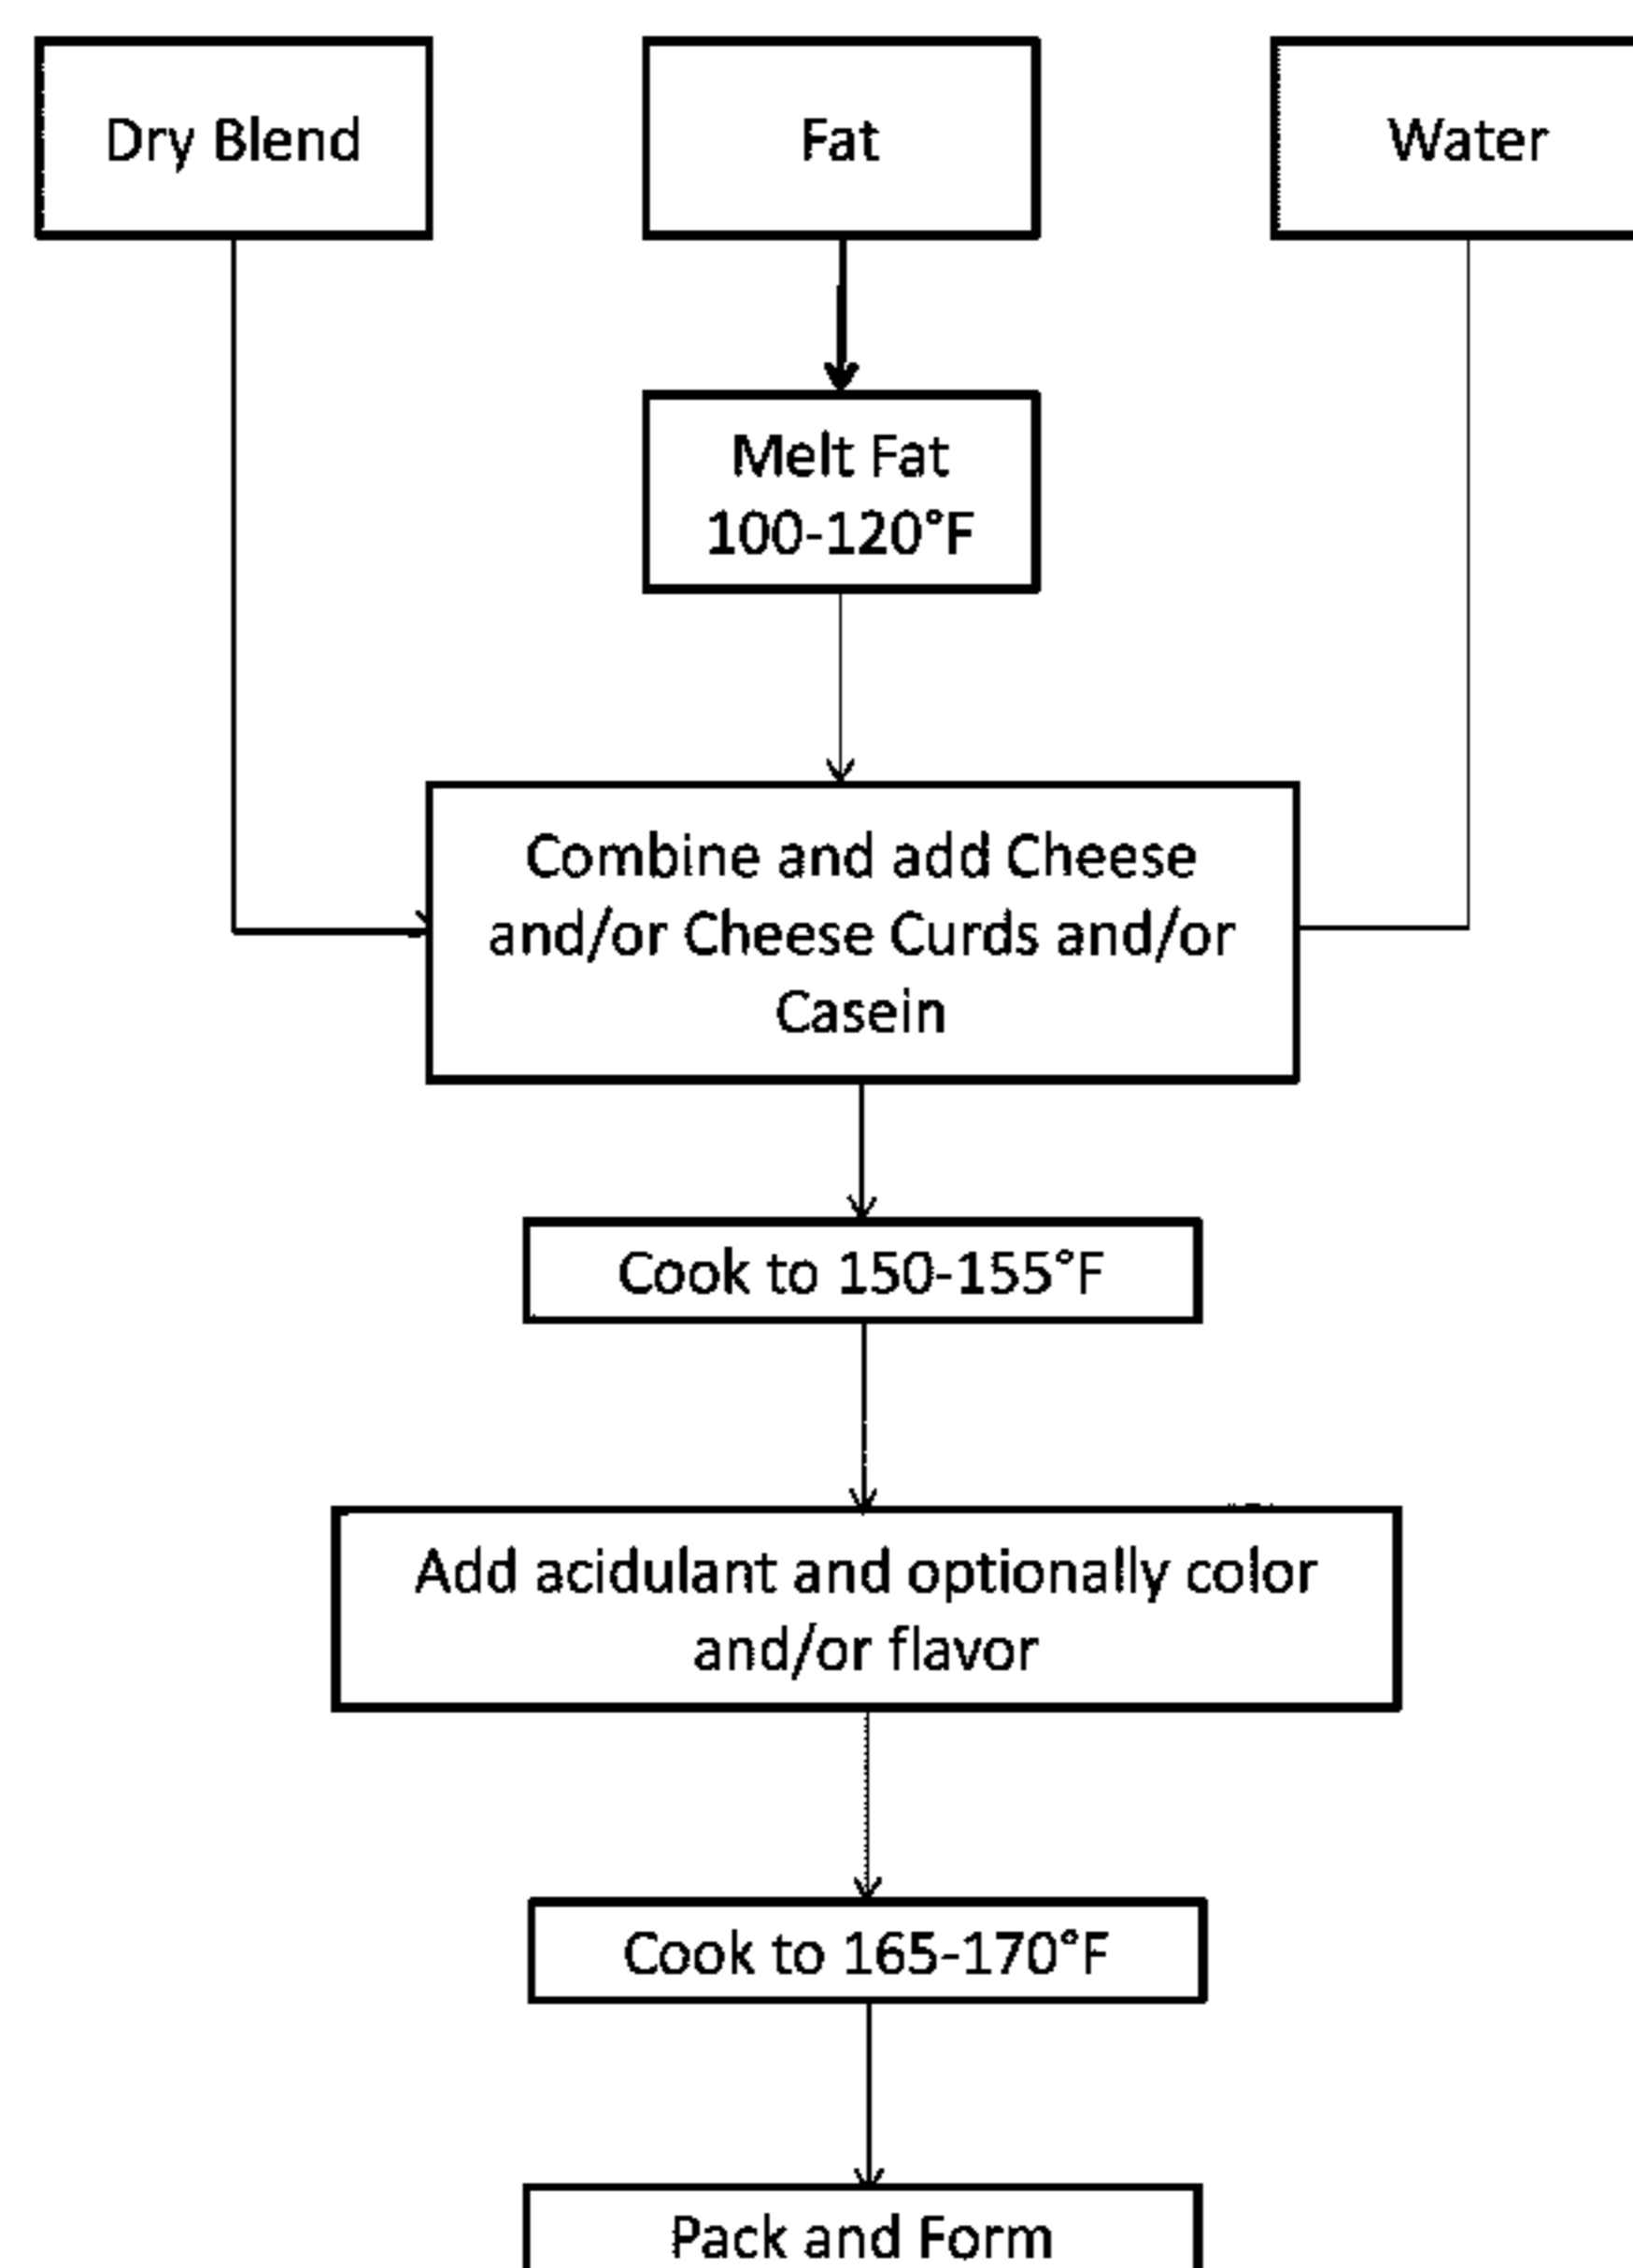 Dry Blend
Fat
Water
Melt Fat
100-120°F
Combine and add Cheese
and/or Cheese Curds and/or
Casein
Cook to 150-155°F
Add acidulant and optionally color
and/or flavor
Cook to 165-170°F
Pack and Form